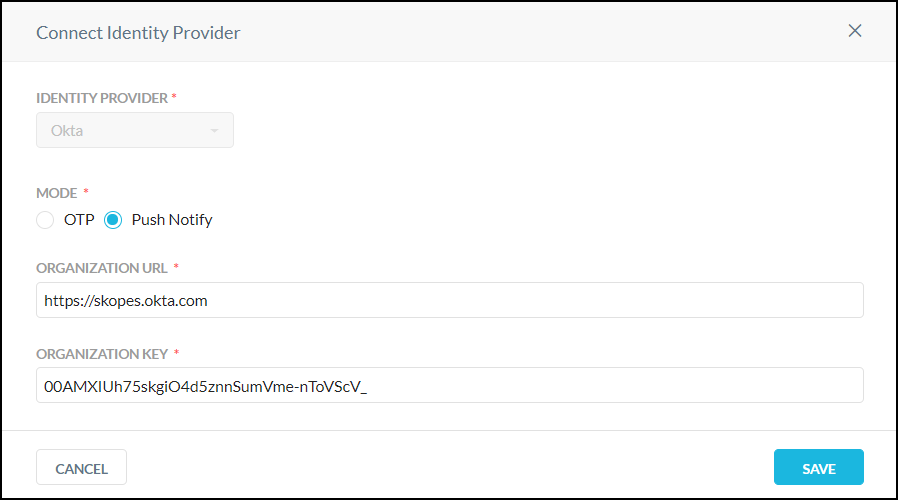 Connect Identity Provider
IDENTITY PROVIDER *
Okta
MODE *
OTP Push Notify
ORGANIZATION URL *
https://skopes.okta.com
ORGANIZATION KEY *
00AMXIUh75skgiO4d5znnSumVme-nToVScV_
CANCEL SAVE